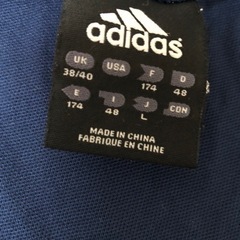 adidas
UK USA F D
38/40 174 48
E I J CDN
174 48 L
MADE IN CHINA
FABRIQUE EN CHINE